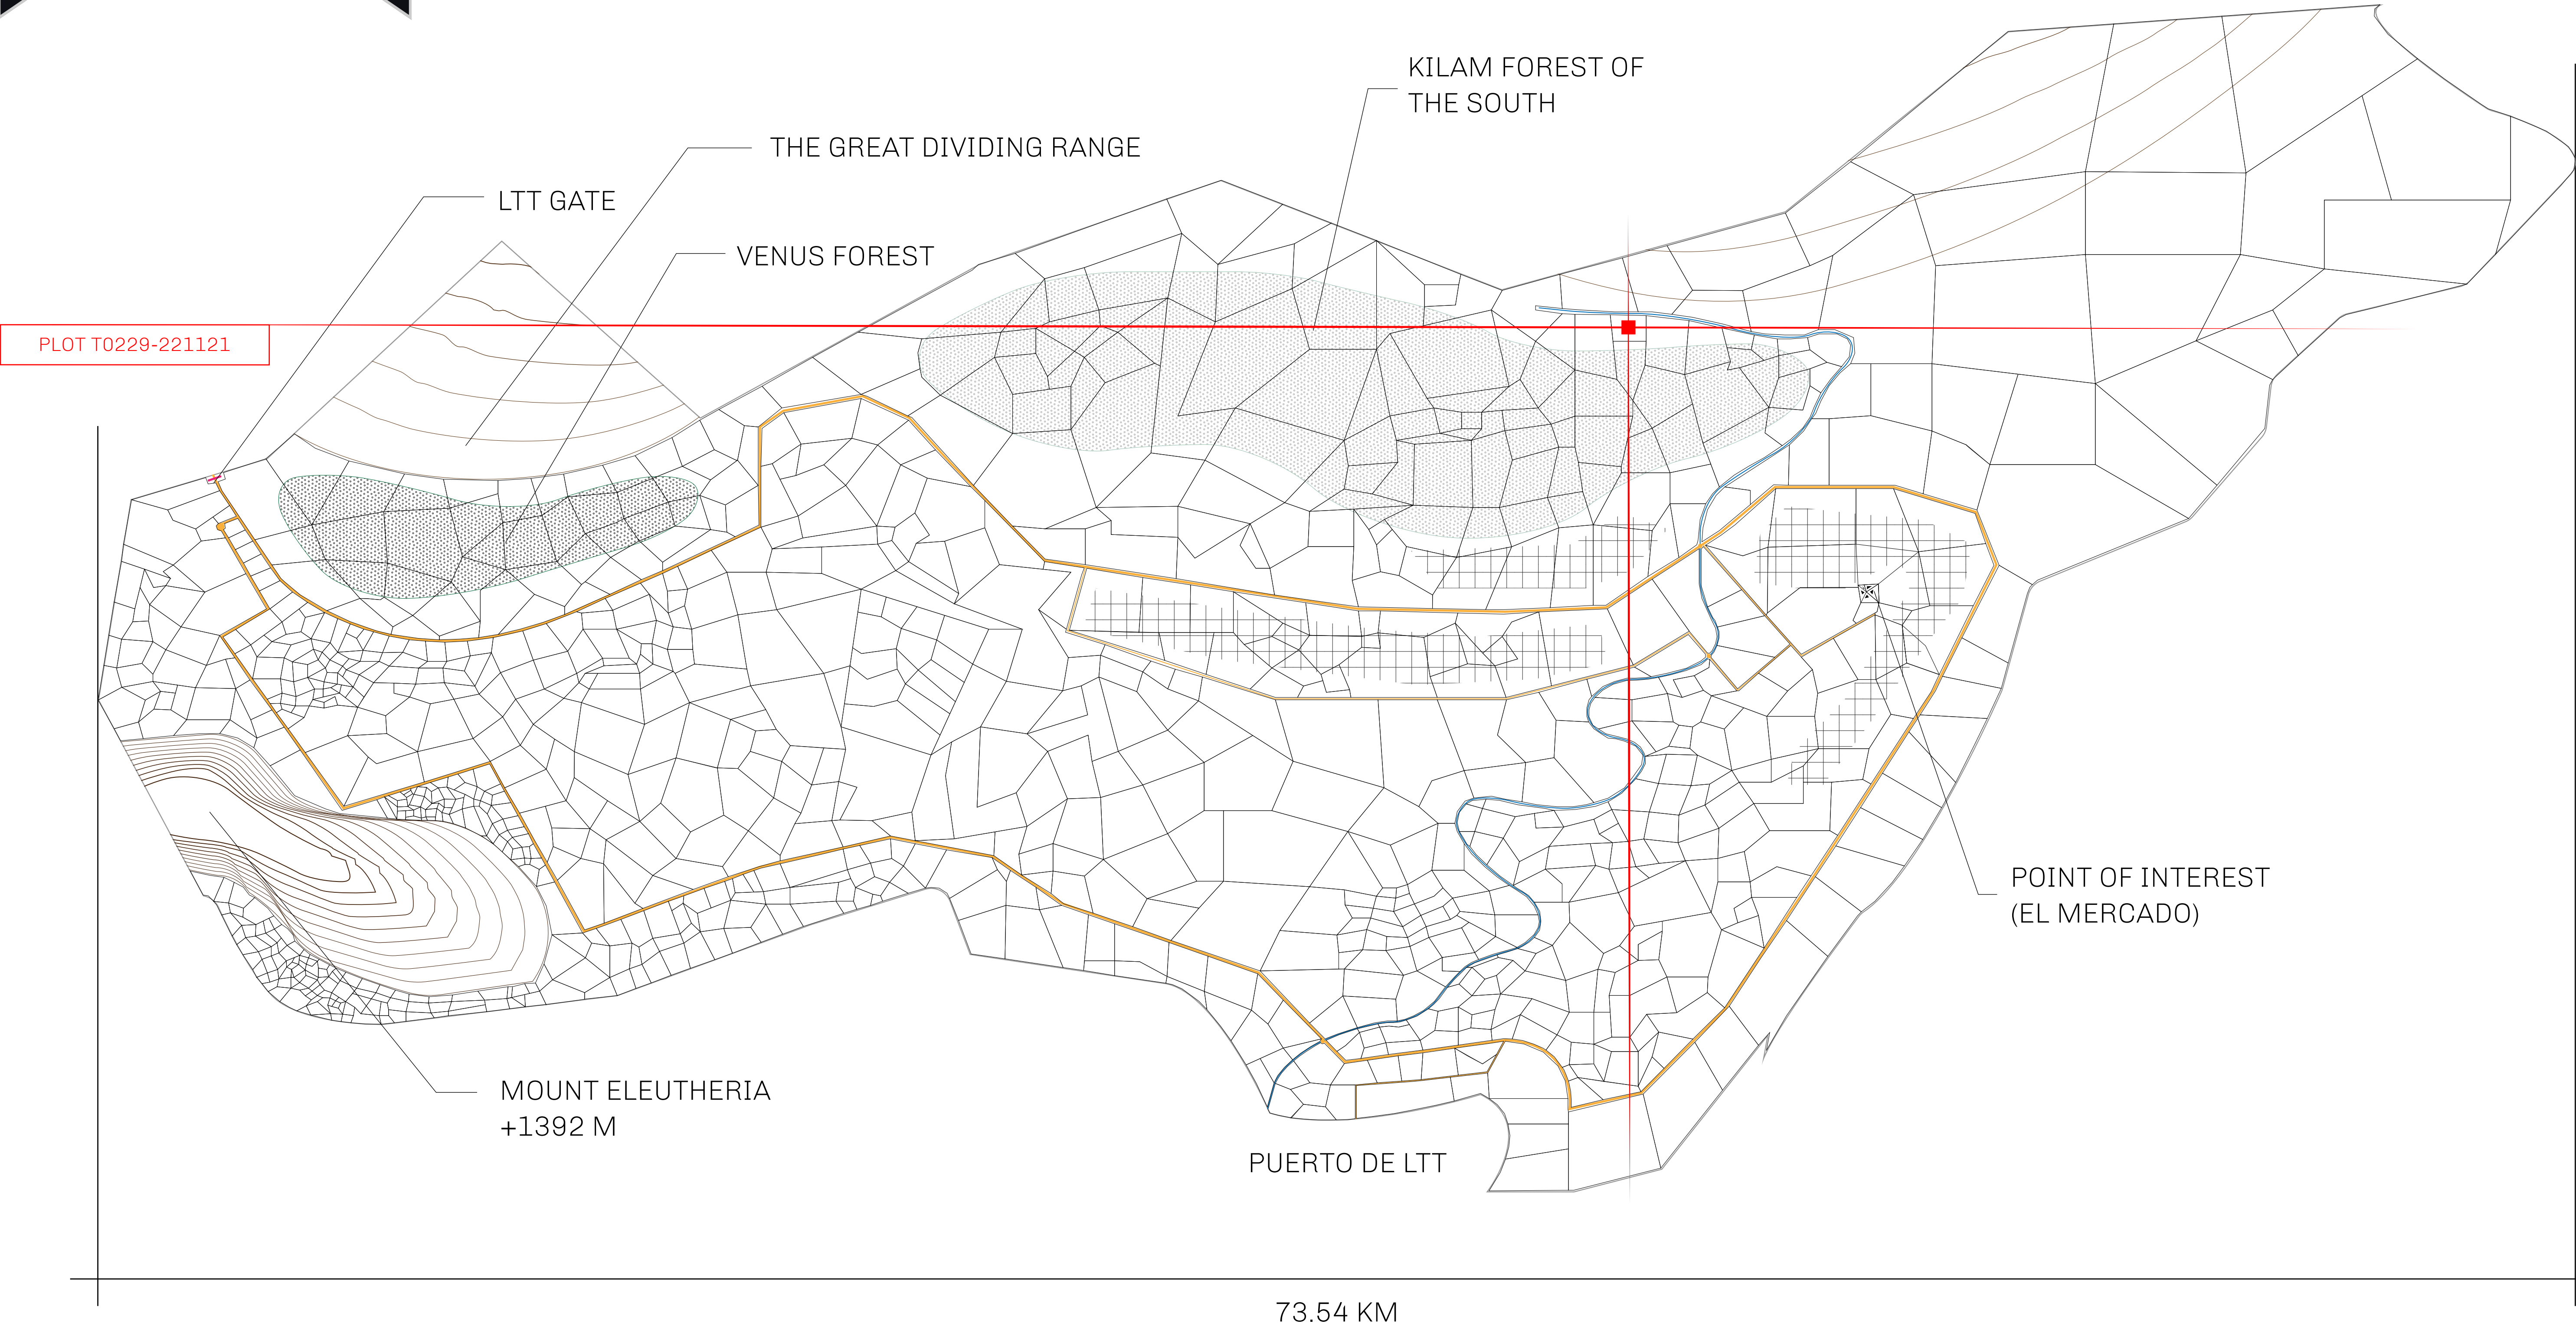 KILAM FOREST OF
THE SOUTH
THE GREAT DIVIDING RANGE
LTT GATE
VENUS FOREST
PLOT T0229-221121
POINT OF INTEREST
(EL MERCADO)
MOUNT ELEUTHERIA
+1392 M
PUERTO DE LTT
73.54 KM